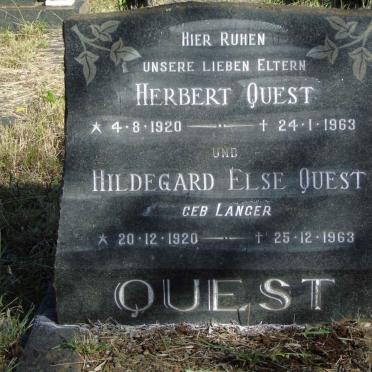 HIER RUHEN
UNSERE LIEBEN ELTERN
HERBERT QUEST
* 4·8·1920 — † 24·1·1963
UND
HILDEGARD ELSE QUEST
GEB LANGER
* 20·12·1920 — † 25·12·1963
QUEST